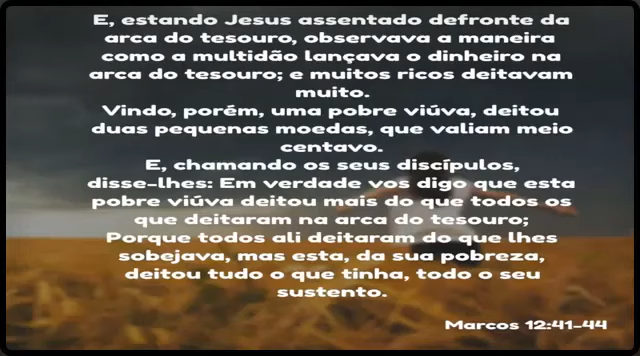 E, estando Jesus assentado defronte da
arca do tesouro, observava a maneira
como a multidão lançava o dinheiro na
arca do tesouro; e muitos ricos deitavam
muito.
Vindo, porém, uma pobre viúva, deitou
duas pequenas moedas, que valiam meio
centavo.
E, chamando os seus discípulos,
disse-lhes: Em verdade vos digo que esta
pobre viúva deitou mais do que todos os
que deitaram na arca do tesouro;
Porque todos ali deitaram do que lhes
sobejava, mas esta, da sua pobreza,
deitou tudo o que tinha, todo o seu
sustento.
Marcos 12:41-44